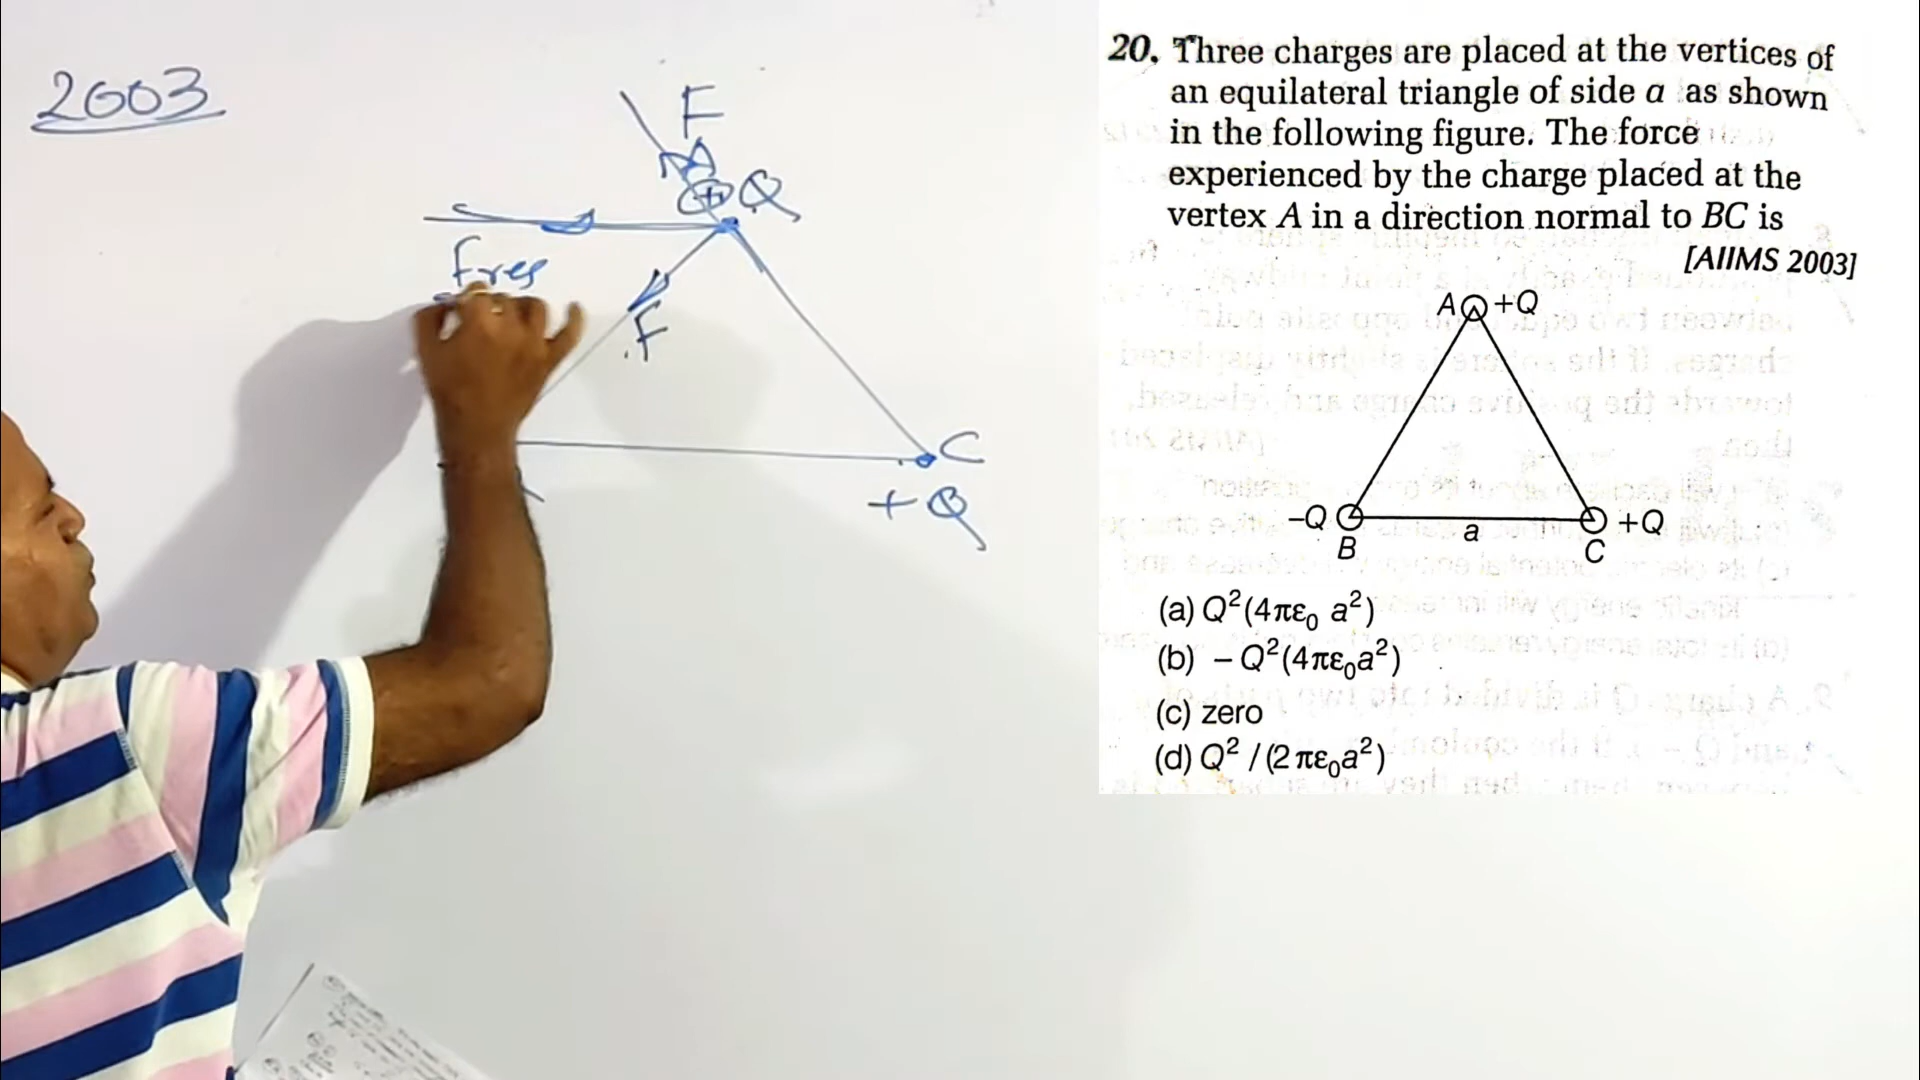 2003
F
Q
Fres
F
C
+Q
20. Three charges are placed at the vertices of
an equilateral triangle of side a as shown
in the following figure. The force
experienced by the charge placed at the
vertex A in a direction normal to BC is
[AIIMS 2003]
A +Q
–Q +Q
B a C
(a) Q²(4πε₀ a²)
(b) – Q²(4πε₀a²)
(c) zero
(d) Q² /(2πε₀a²)